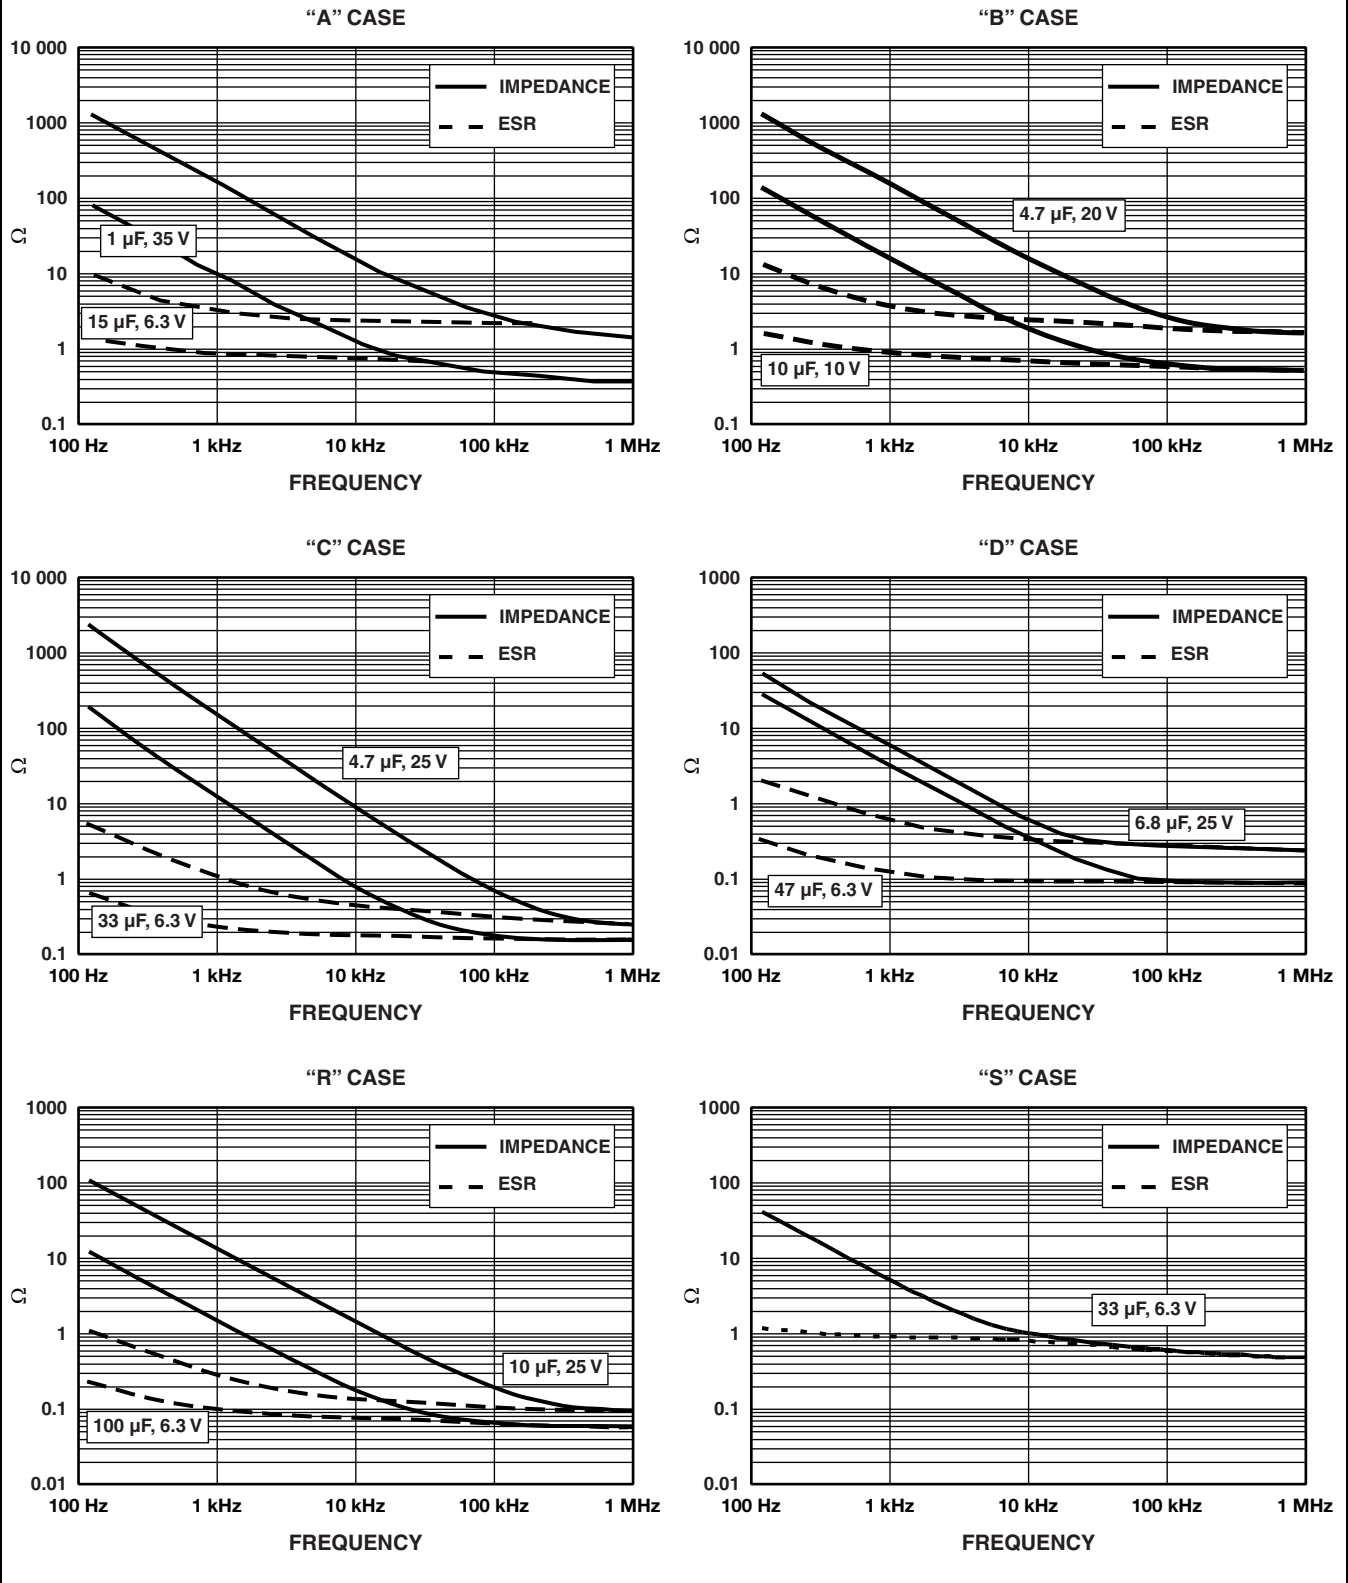 “A” CASE
10 000
1000
100
10
1
0.1
Ω
IMPEDANCE
ESR
1 µF, 35 V
15 µF, 6.3 V
100 Hz 1 kHz 10 kHz 100 kHz 1 MHz
FREQUENCY
“B” CASE
10 000
1000
100
10
1
0.1
Ω
IMPEDANCE
ESR
4.7 µF, 20 V
10 µF, 10 V
100 Hz 1 kHz 10 kHz 100 kHz 1 MHz
FREQUENCY
“C” CASE
10 000
1000
100
10
1
0.1
Ω
IMPEDANCE
ESR
4.7 µF, 25 V
33 µF, 6.3 V
100 Hz 1 kHz 10 kHz 100 kHz 1 MHz
FREQUENCY
“D” CASE
1000
100
10
1
0.1
0.01
Ω
IMPEDANCE
ESR
6.8 µF, 25 V
47 µF, 6.3 V
100 Hz 1 kHz 10 kHz 100 kHz 1 MHz
FREQUENCY
“R” CASE
1000
100
10
1
0.1
0.01
Ω
IMPEDANCE
ESR
10 µF, 25 V
100 µF, 6.3 V
100 Hz 1 kHz 10 kHz 100 kHz 1 MHz
FREQUENCY
“S” CASE
1000
100
10
1
0.1
0.01
Ω
IMPEDANCE
ESR
33 µF, 6.3 V
100 Hz 1 kHz 10 kHz 100 kHz 1 MHz
FREQUENCY